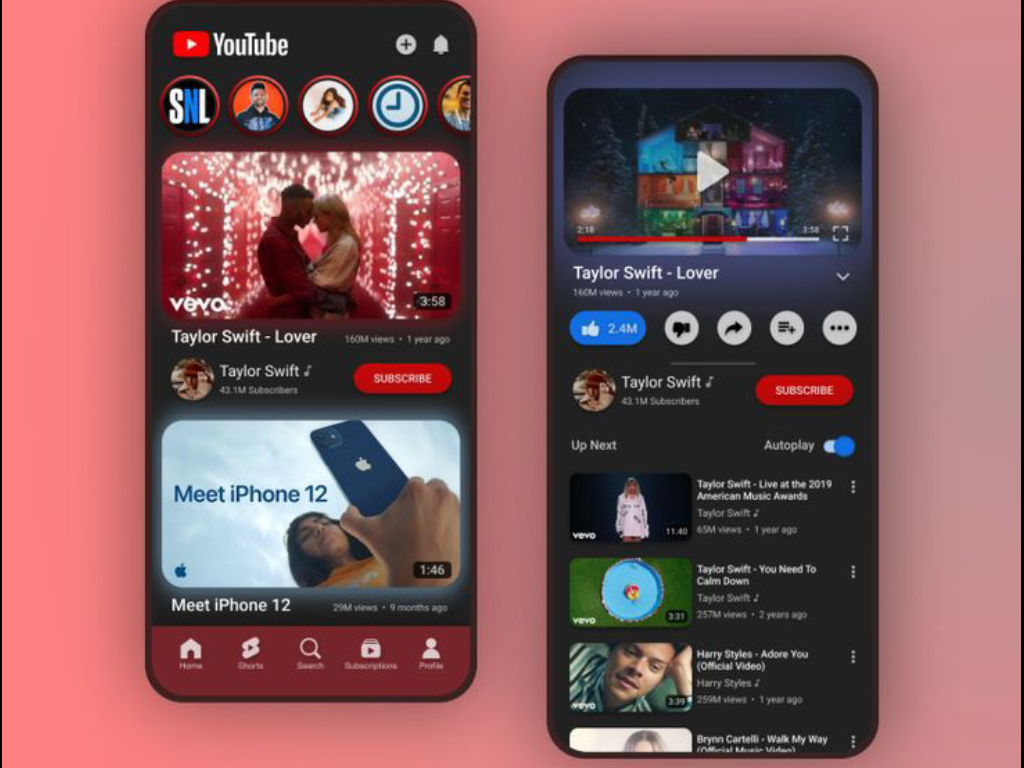 YouTube
SNL
vevo
3:58
Taylor Swift - Lover
160M views • 1 year ago
Taylor Swift ♪
43.1M Subscribers
SUBSCRIBE
Meet iPhone 12
1:46
Meet iPhone 12
29M views • 9 months ago
Home
Shorts
Search
Subscriptions
Profile
2:18
3:58
Taylor Swift - Lover
160M views • 1 year ago
2.4M
Taylor Swift ♪
43.1M Subscribers
SUBSCRIBE
Up Next
Autoplay
vevo
11:40
Taylor Swift - Live at the 2019
American Music Awards
Taylor Swift ♪
65M views • 1 year ago
vevo
3:31
Taylor Swift - You Need To
Calm Down
Taylor Swift ♪
257M views • 2 years ago
vevo
3:39
Harry Styles - Adore You
(Official Video)
Harry Styles ♪
259M views • 1 year ago
Brynn Cartelli - Walk My Way
(Official Music Video)